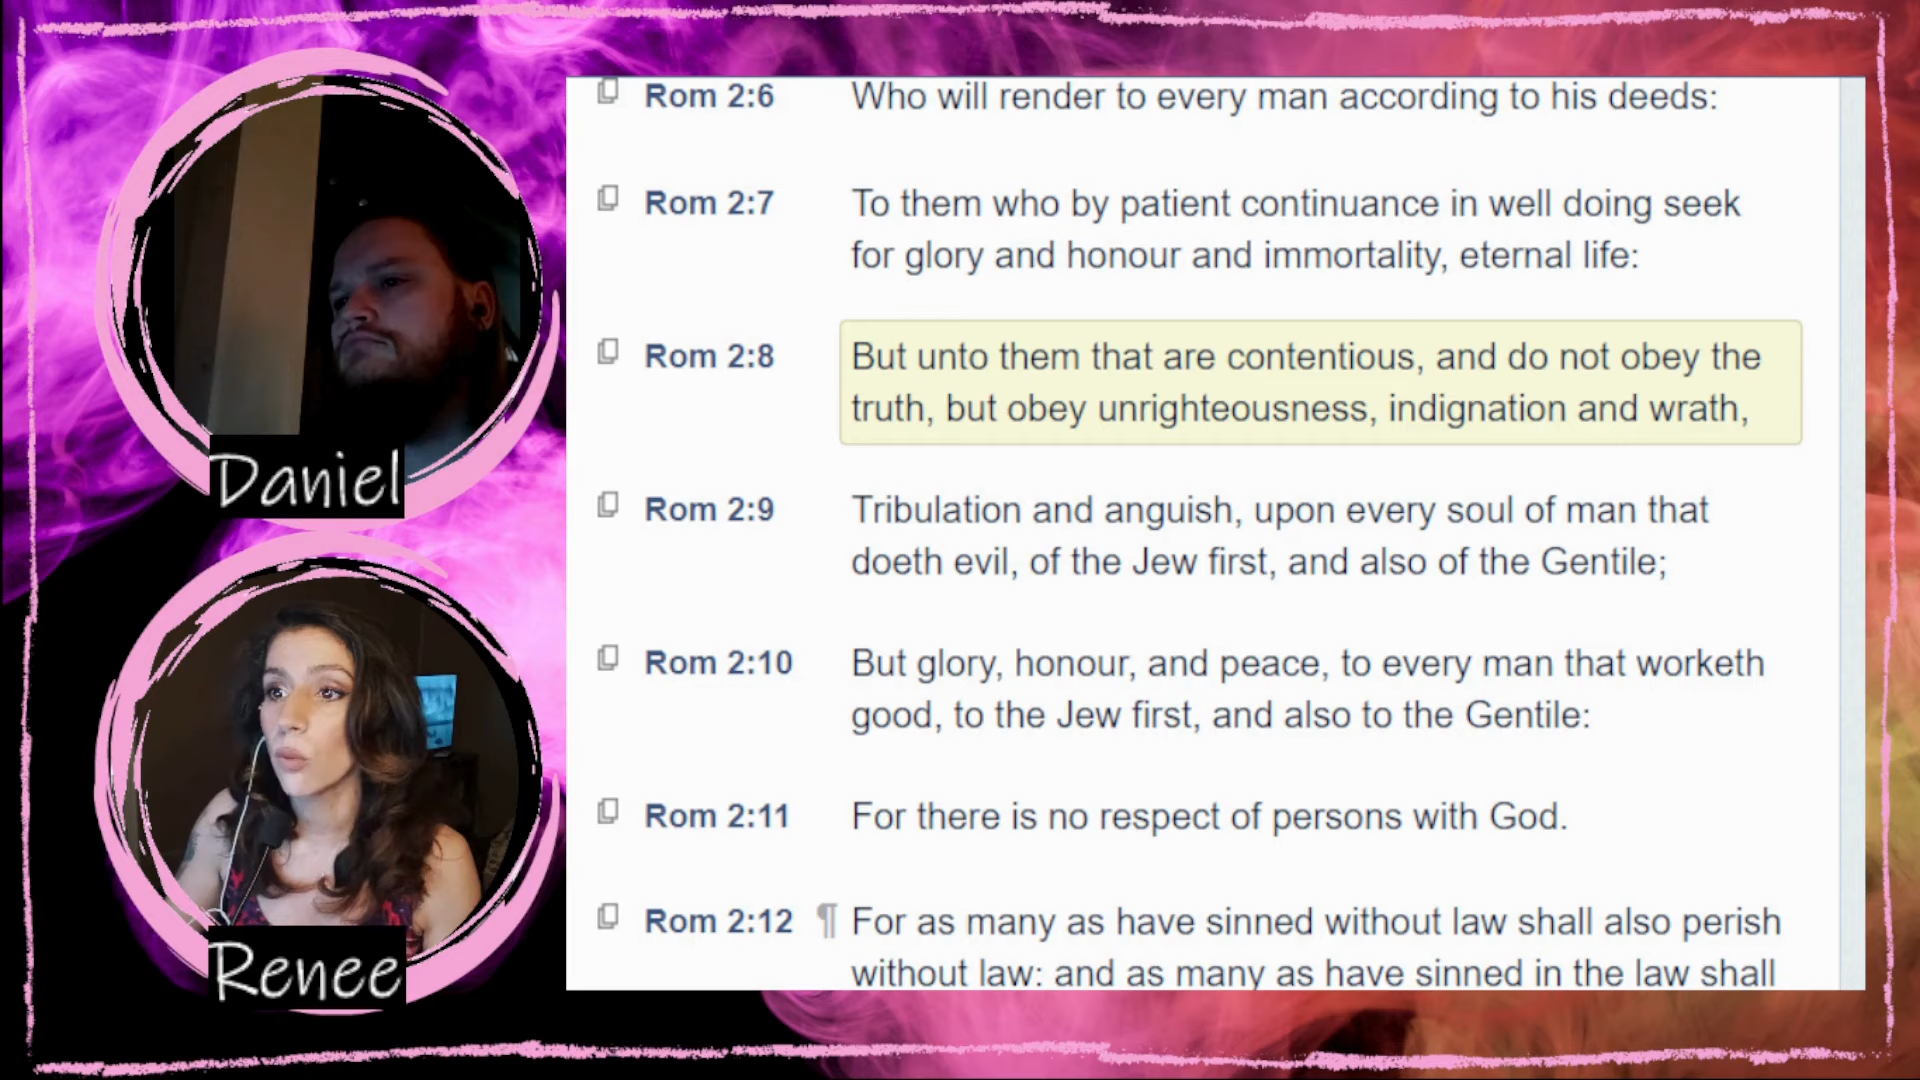 Rom 2:6 Who will render to every man according to his deeds:
Rom 2:7 To them who by patient continuance in well doing seek
for glory and honour and immortality, eternal life:
Rom 2:8 But unto them that are contentious, and do not obey the
truth, but obey unrighteousness, indignation and wrath,
Rom 2:9 Tribulation and anguish, upon every soul of man that
doeth evil, of the Jew first, and also of the Gentile;
Rom 2:10 But glory, honour, and peace, to every man that worketh
good, to the Jew first, and also to the Gentile:
Rom 2:11 For there is no respect of persons with God.
Rom 2:12 ¶ For as many as have sinned without law shall also perish
without law: and as many as have sinned in the law shall
Daniel
Renee